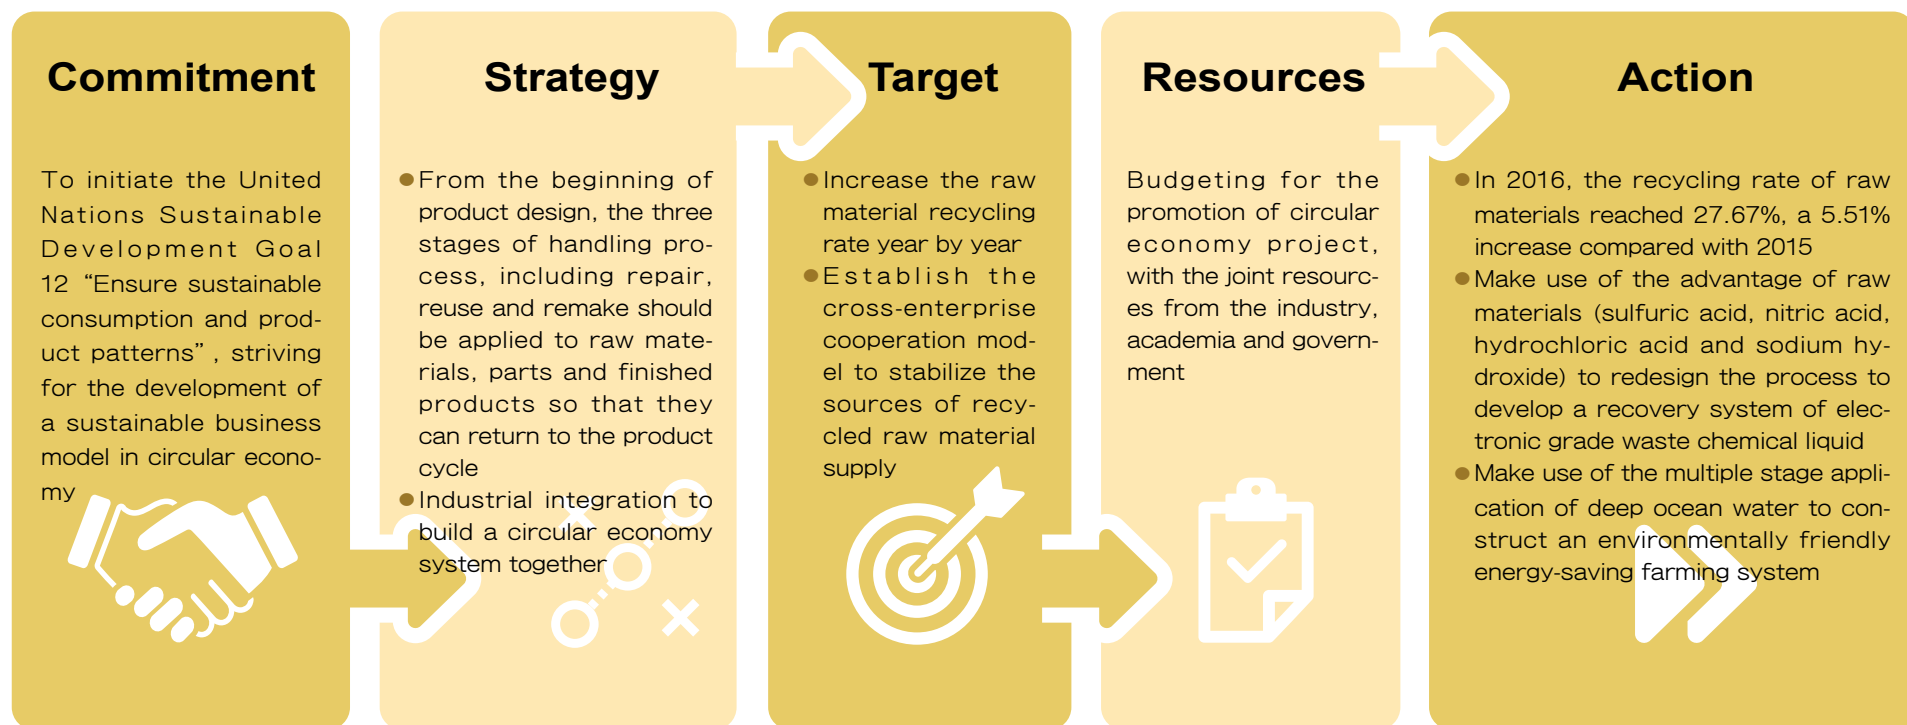 Commitment
To initiate the United
Nations Sustainable
Development Goal
12 “Ensure sustainable
consumption and prod-
uct patterns” , striving
for the development of
a sustainable business
model in circular econo-
my
Strategy
●From the beginning of
product design, the three
stages of handling pro-
cess, including repair,
reuse and remake should
be applied to raw mate-
rials, parts and finished
products so that they
can return to the product
cycle
●Industrial integration to
build a circular economy
system together
Target
●Increase the raw
material recycling
rate year by year
●Establish the
cross-enterprise
cooperation mod-
el to stabilize the
sources of recy-
cled raw material
supply
Resources
Budgeting for the
promotion of circular
economy project,
with the joint resourc-
es from the industry,
academia and govern-
ment
Action
●In 2016, the recycling rate of raw
materials reached 27.67%, a 5.51%
increase compared with 2015
●Make use of the advantage of raw
materials (sulfuric acid, nitric acid,
hydrochloric acid and sodium hy-
droxide) to redesign the process to
develop a recovery system of elec-
tronic grade waste chemical liquid
●Make use of the multiple stage appli-
cation of deep ocean water to con-
struct an environmentally friendly
energy-saving farming system